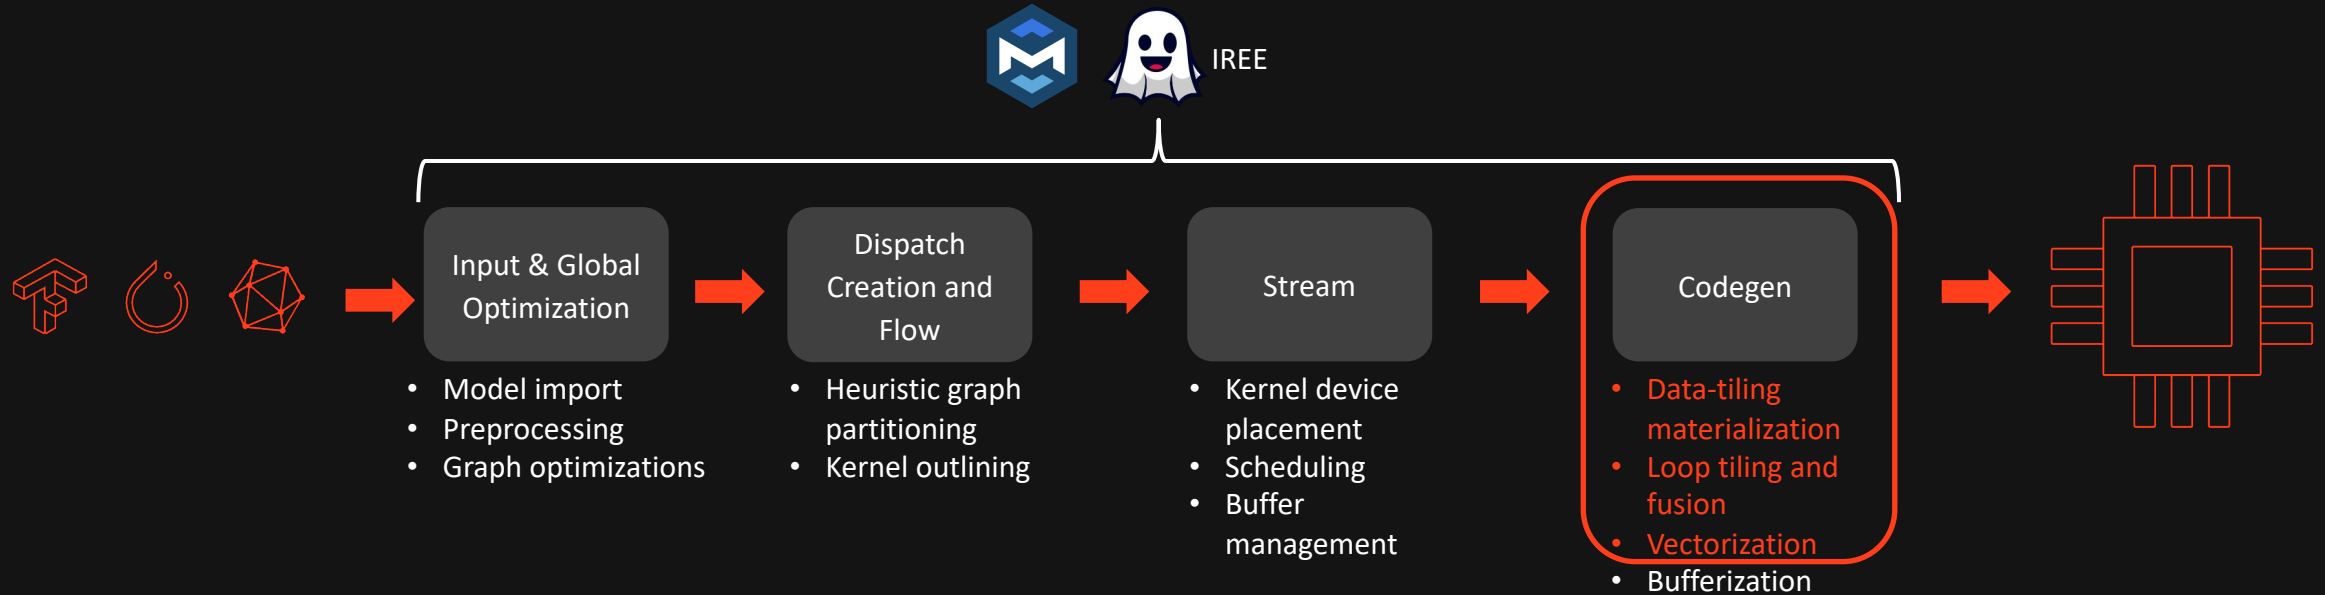 IREE
Input & Global
Optimization
• Model import
• Preprocessing
• Graph optimizations
Dispatch
Creation and
Flow
• Heuristic graph
partitioning
• Kernel outlining
Stream
• Kernel device
placement
• Scheduling
• Buffer
management
Codegen
• Data-tiling
materialization
• Loop tiling and
fusion
• Vectorization
• Bufferization